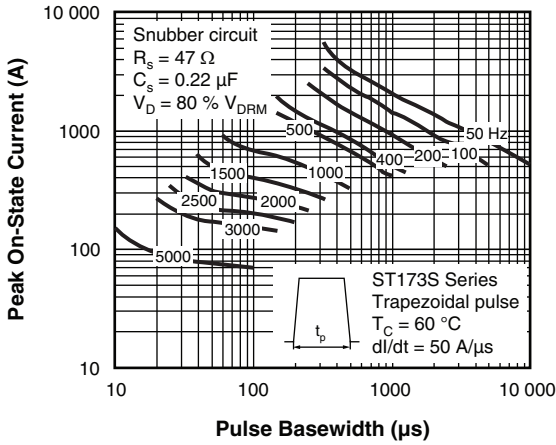 10 000
Snubber circuit
Rs = 47 Ω
Cs = 0.22 µF
VD = 80 % VDRM
1000
100
10
Peak On-State Current (A)
50 Hz
100
200
400
500
1000
1500
2000
2500
3000
5000
tp
ST173S Series
Trapezoidal pulse
TC = 60 °C
dI/dt = 50 A/µs
10
100
1000
10 000
Pulse Basewidth (µs)